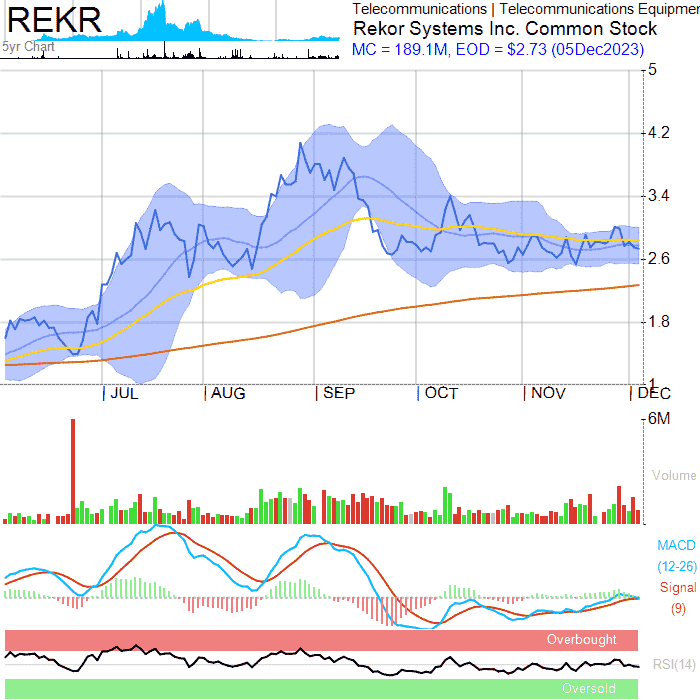 REKR
5yr Chart
Telecommunications | Telecommunications Equipmen
Rekor Systems Inc. Common Stock
MC = 189.1M, EOD = $2.73 (05Dec2023)
5
4.2
3.4
2.6
1.8
1
JUL
AUG
SEP
OCT
NOV
DEC
6M
Volume
MACD
(12-26)
Signal
(9)
Overbought
RSI(14)
Oversold